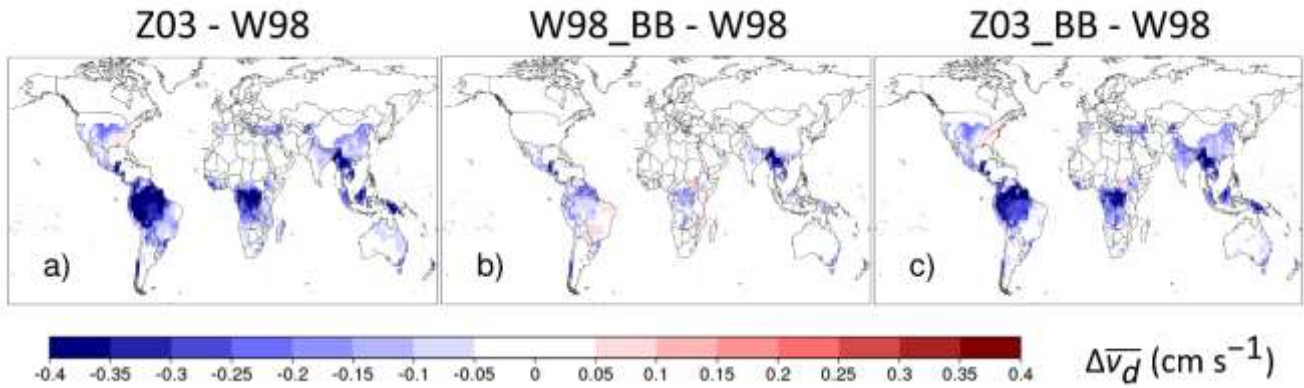 Z03 - W98 W98_BB - W98 Z03_BB - W98
a) b) c)
-0.4 -0.35 -0.3 -0.25 -0.2 -0.15 -0.1 -0.05 0 0.05 0.1 0.15 0.2 0.25 0.3 0.35 0.4
Δv̅d̅ (cm s⁻¹)